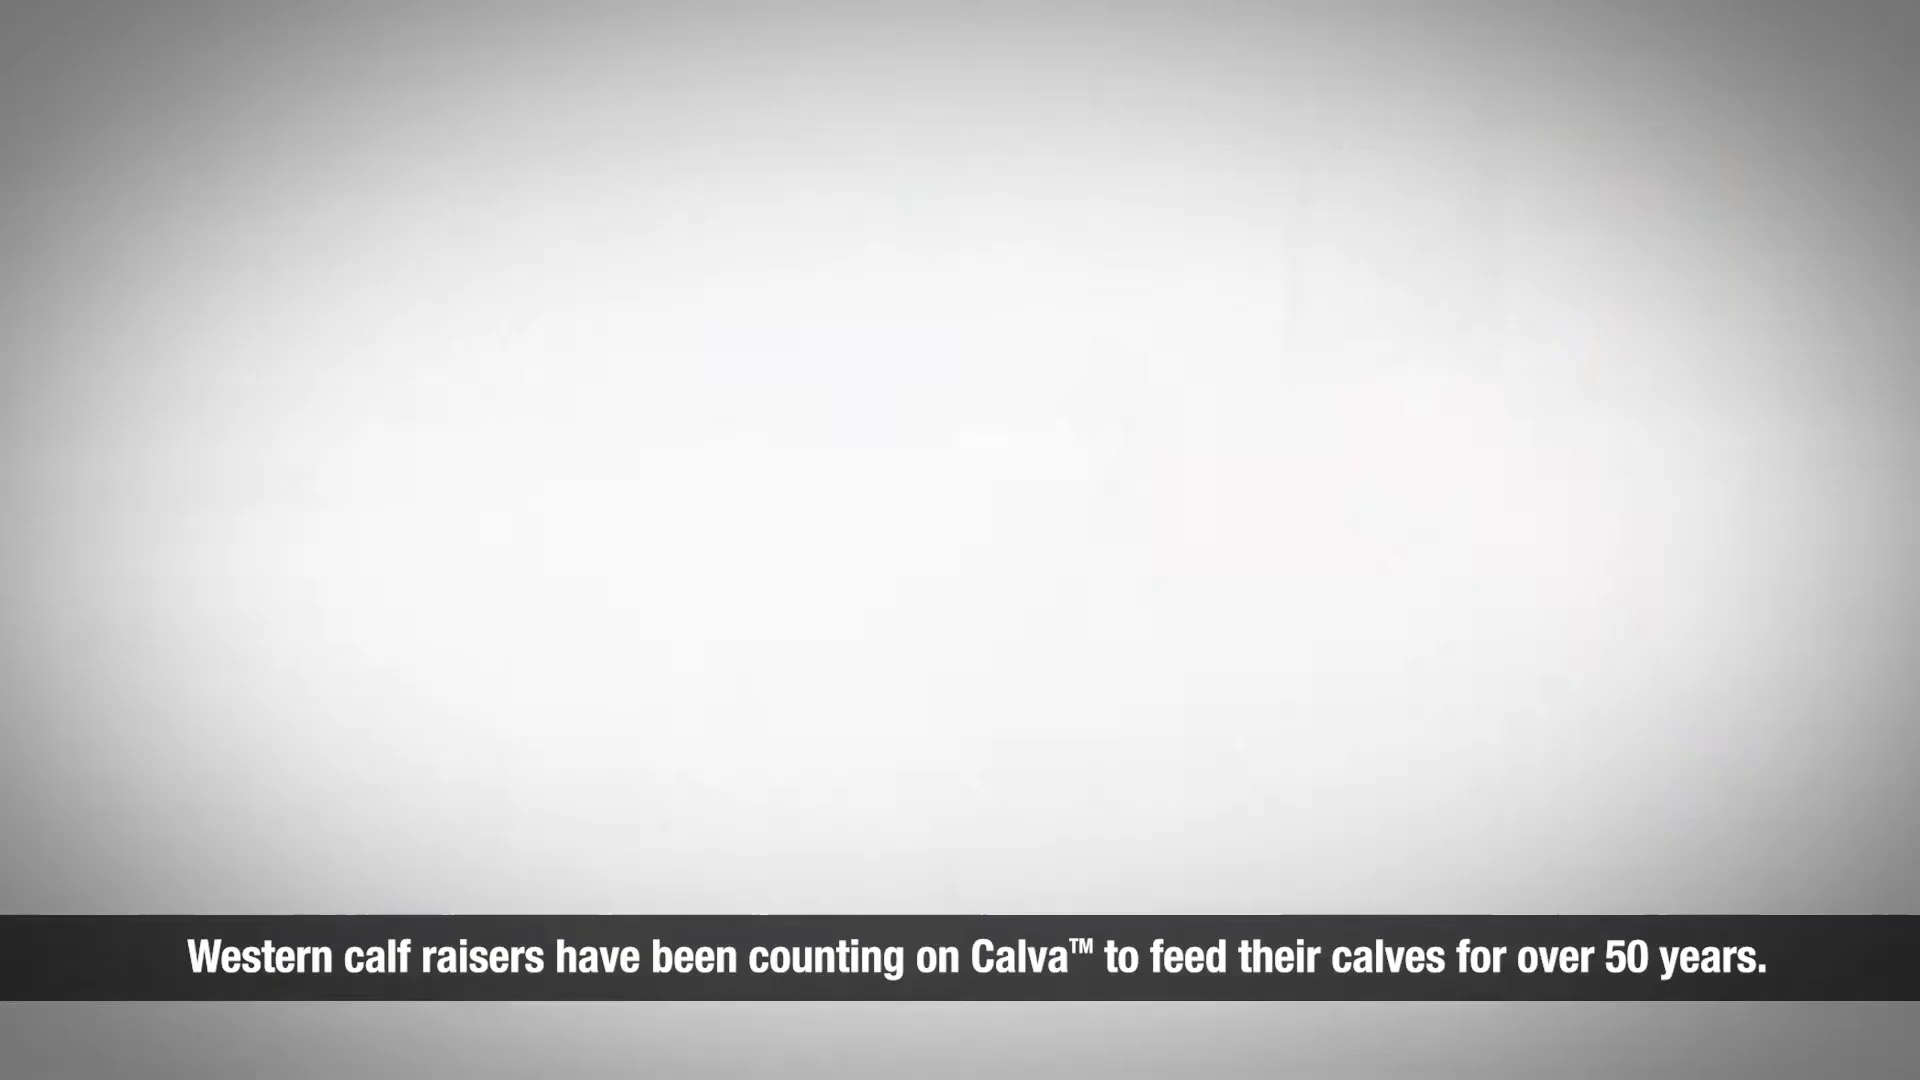 Western calf raisers have been counting on Calva™ to feed their calves for over 50 years.